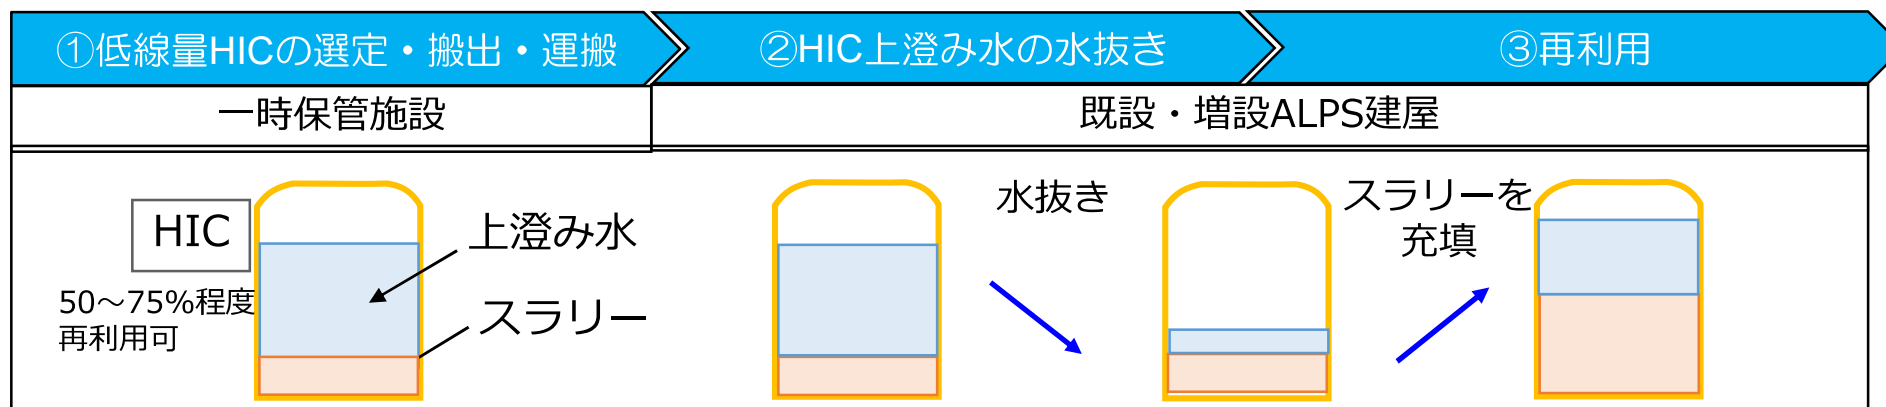 ①低線量HICの選定・搬出・運搬
②HIC上澄み水の水抜き
③再利用
一時保管施設
既設・増設ALPS建屋
HIC
50～75%程度
再利用可
上澄み水
スラリー
水抜き
スラリーを
充填